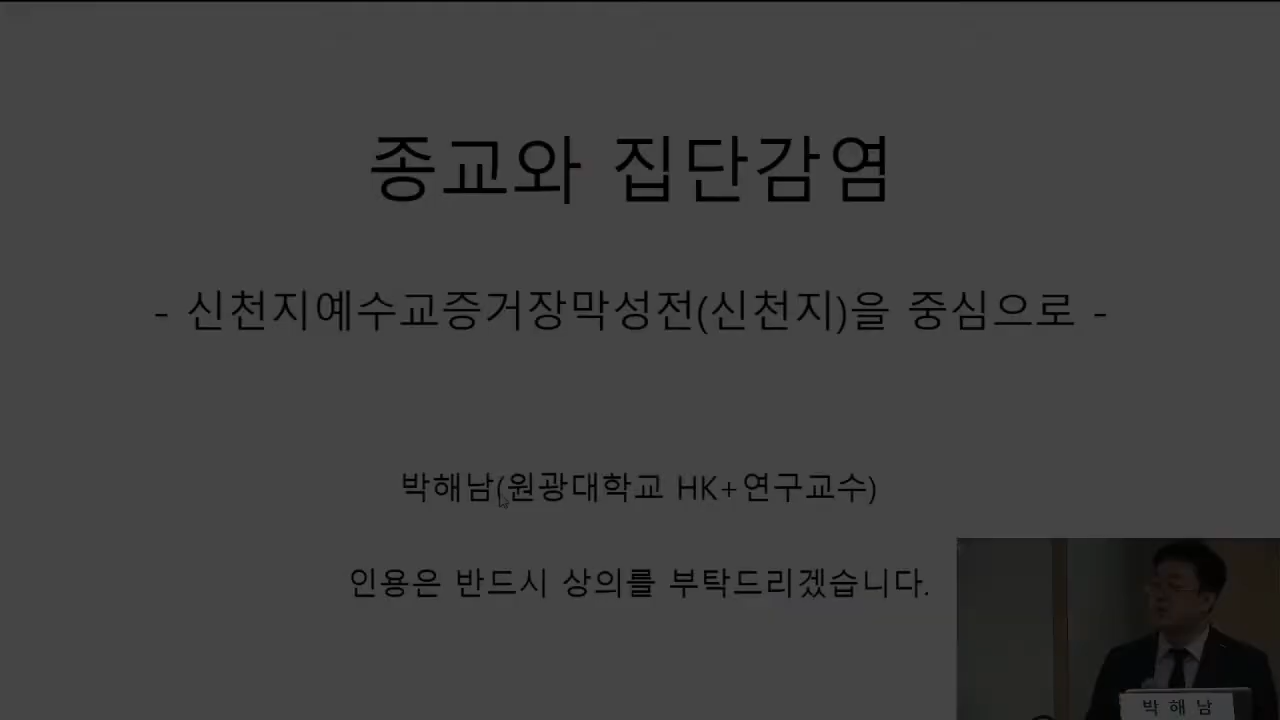 종교와 집단감염
- 신천지예수교증거장막성전(신천지)을 중심으로 -
박해남(원광대학교 HK+연구교수)
인용은 반드시 상의를 부탁드리겠습니다.
박 해 남